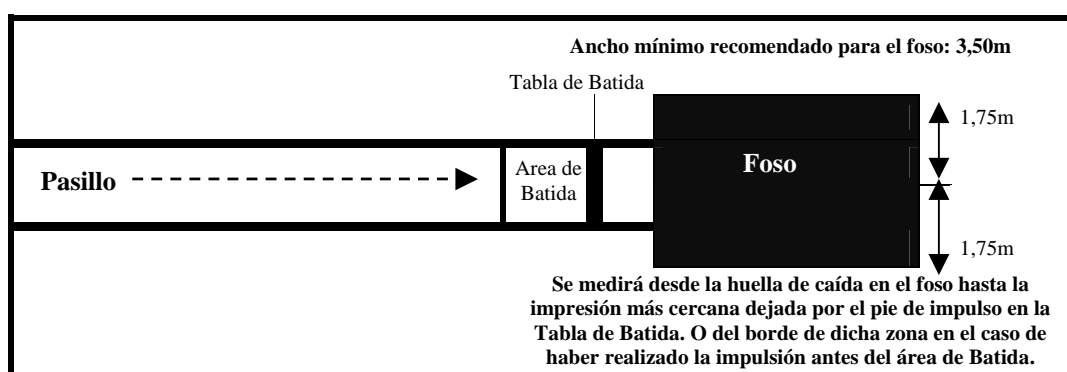 Ancho mínimo recomendado para el foso: 3,50m
Tabla de Batida
1,75m
Pasillo
Area de
Batida
Foso
1,75m
Se medirá desde la huella de caída en el foso hasta la
impresión más cercana dejada por el pie de impulso en la
Tabla de Batida. O del borde de dicha zona en el caso de
haber realizado la impulsión antes del área de Batida.